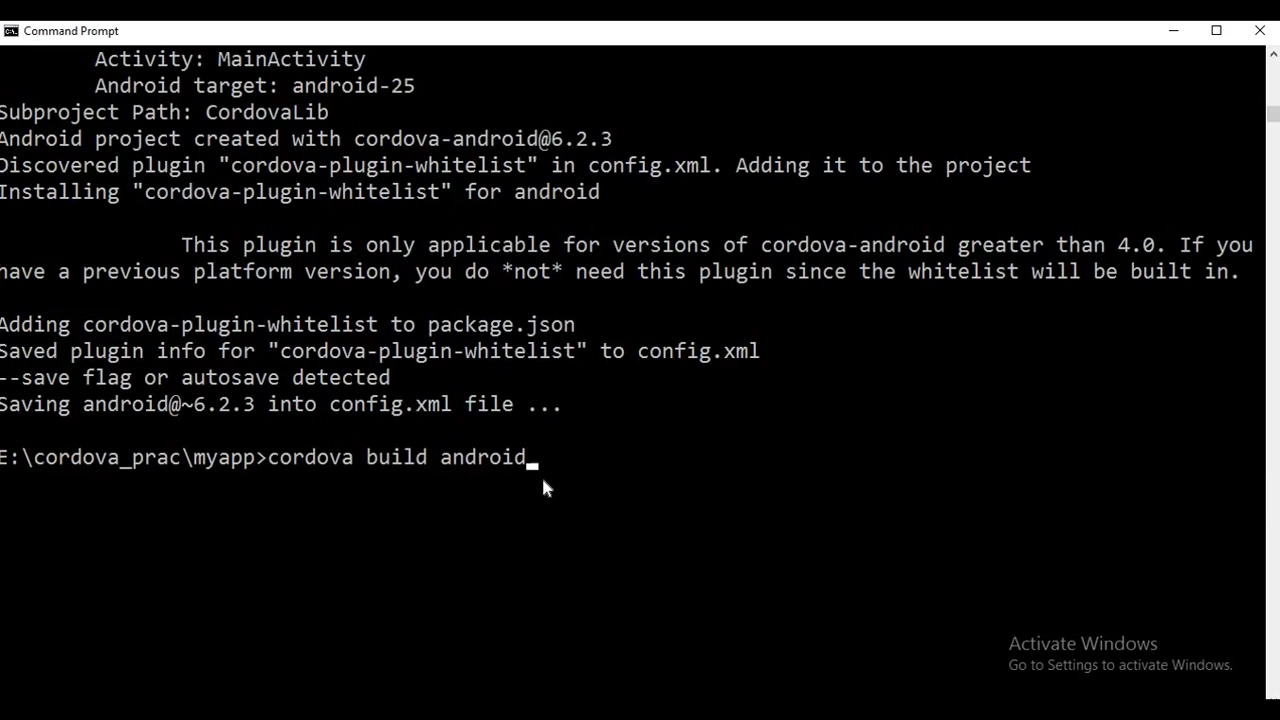 Command Prompt
Activity: MainActivity
Android target: android-25
Subproject Path: CordovaLib
Android project created with cordova-android@6.2.3
Discovered plugin "cordova-plugin-whitelist" in config.xml. Adding it to the project
Installing "cordova-plugin-whitelist" for android
This plugin is only applicable for versions of cordova-android greater than 4.0. If you
have a previous platform version, you do *not* need this plugin since the whitelist will be built in.
Adding cordova-plugin-whitelist to package.json
Saved plugin info for "cordova-plugin-whitelist" to config.xml
--save flag or autosave detected
Saving android@~6.2.3 into config.xml file ...
E:\cordova_prac\myapp>cordova build android
Activate Windows
Go to Settings to activate Windows.